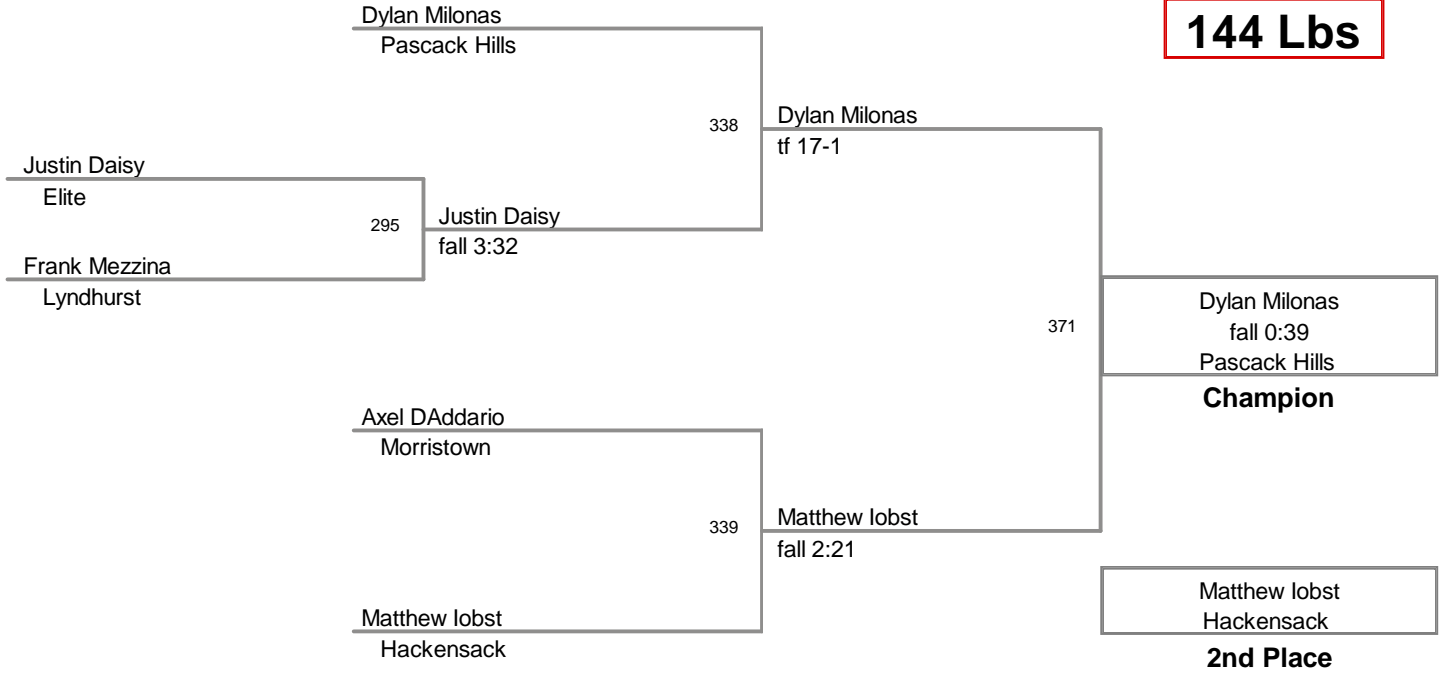 Dylan Milonas
Pascack Hills
144 Lbs
338
Dylan Milonas
tf 17-1
Justin Daisy
Elite
295
Justin Daisy
fall 3:32
Frank Mezzina
Lyndhurst
371
Dylan Milonas
fall 0:39
Pascack Hills
Champion
Axel DAddario
Morristown
339
Matthew Iobst
fall 2:21
Matthew Iobst
Hackensack
Matthew Iobst
Hackensack
2nd Place